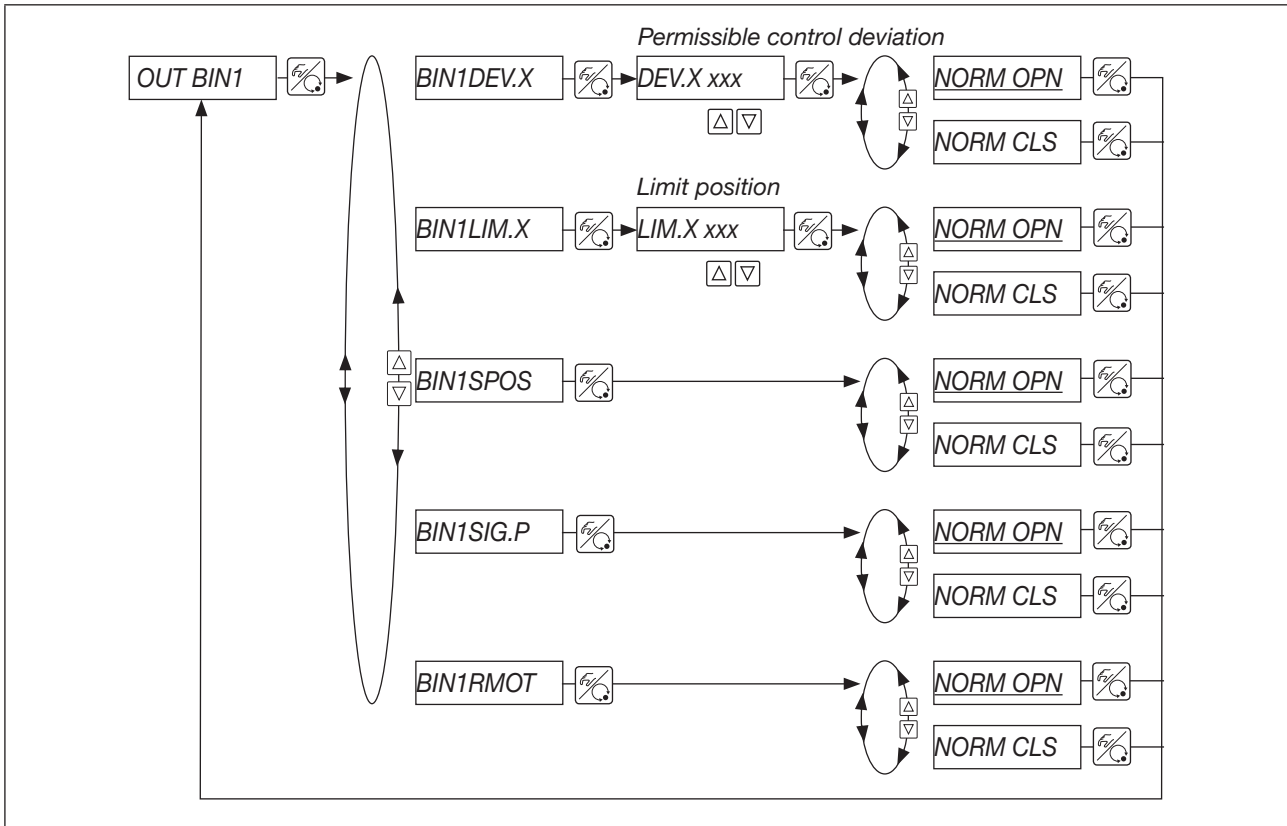 Permissible control deviation
OUT BIN1
BIN1DEV.X
DEV.X xxx
NORM OPN
NORM CLS
Limit position
BIN1LIM.X
LIM.X xxx
NORM OPN
NORM CLS
BIN1SPOS
NORM OPN
NORM CLS
BIN1SIG.P
NORM OPN
NORM CLS
BIN1RMOT
NORM OPN
NORM CLS